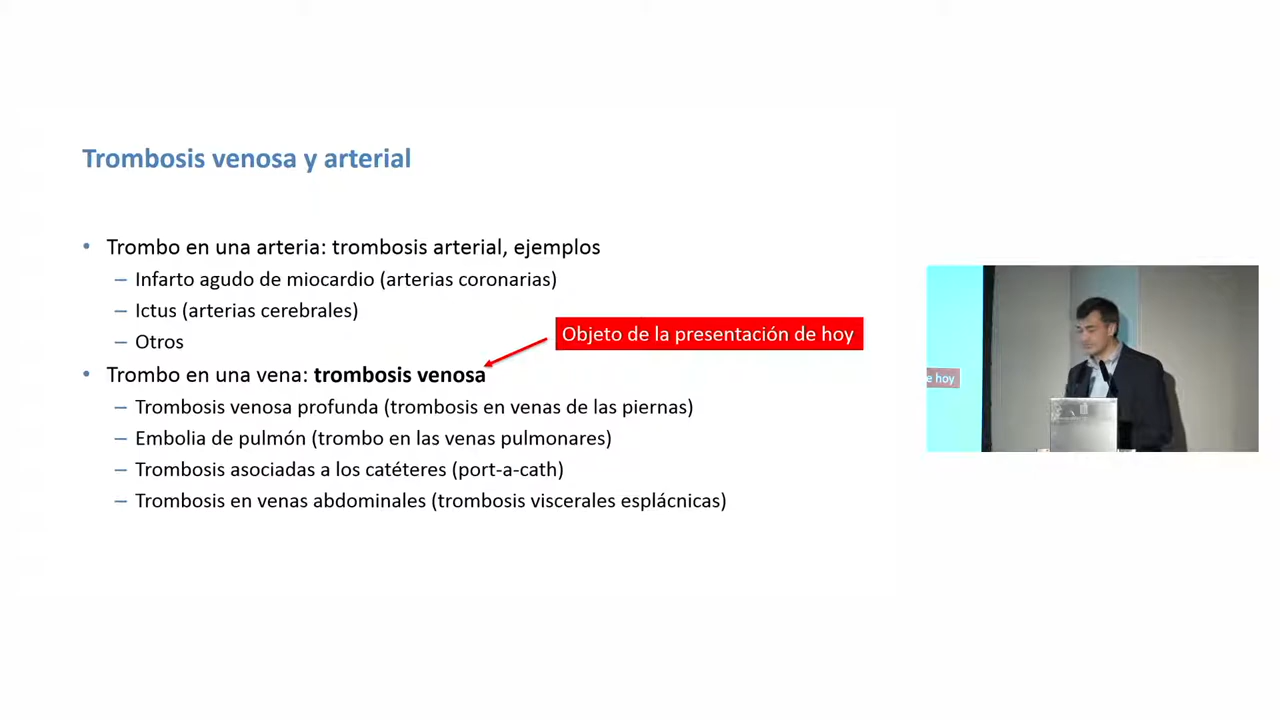 Trombosis venosa y arterial
• Trombo en una arteria: trombosis arterial, ejemplos
– Infarto agudo de miocardio (arterias coronarias)
– Ictus (arterias cerebrales)
– Otros
Objeto de la presentación de hoy
• Trombo en una vena: trombosis venosa
– Trombosis venosa profunda (trombosis en venas de las piernas)
– Embolia de pulmón (trombo en las venas pulmonares)
– Trombosis asociadas a los catéteres (port-a-cath)
– Trombosis en venas abdominales (trombosis viscerales esplácnicas)
e hoy